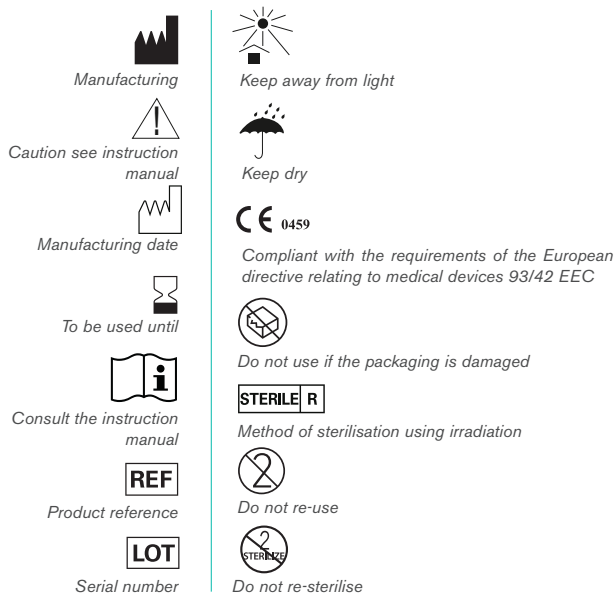 Manufacturing
Caution see instruction
manual
Manufacturing date
To be used until
i
Consult the instruction
manual
REF
Product reference
LOT
Serial number
Keep away from light
Keep dry
CE 0459
Compliant with the requirements of the European
directive relating to medical devices 93/42 EEC
Do not use if the packaging is damaged
STERILE R
Method of sterilisation using irradiation
2
Do not re-use
2
STERILIZE
Do not re-sterilise